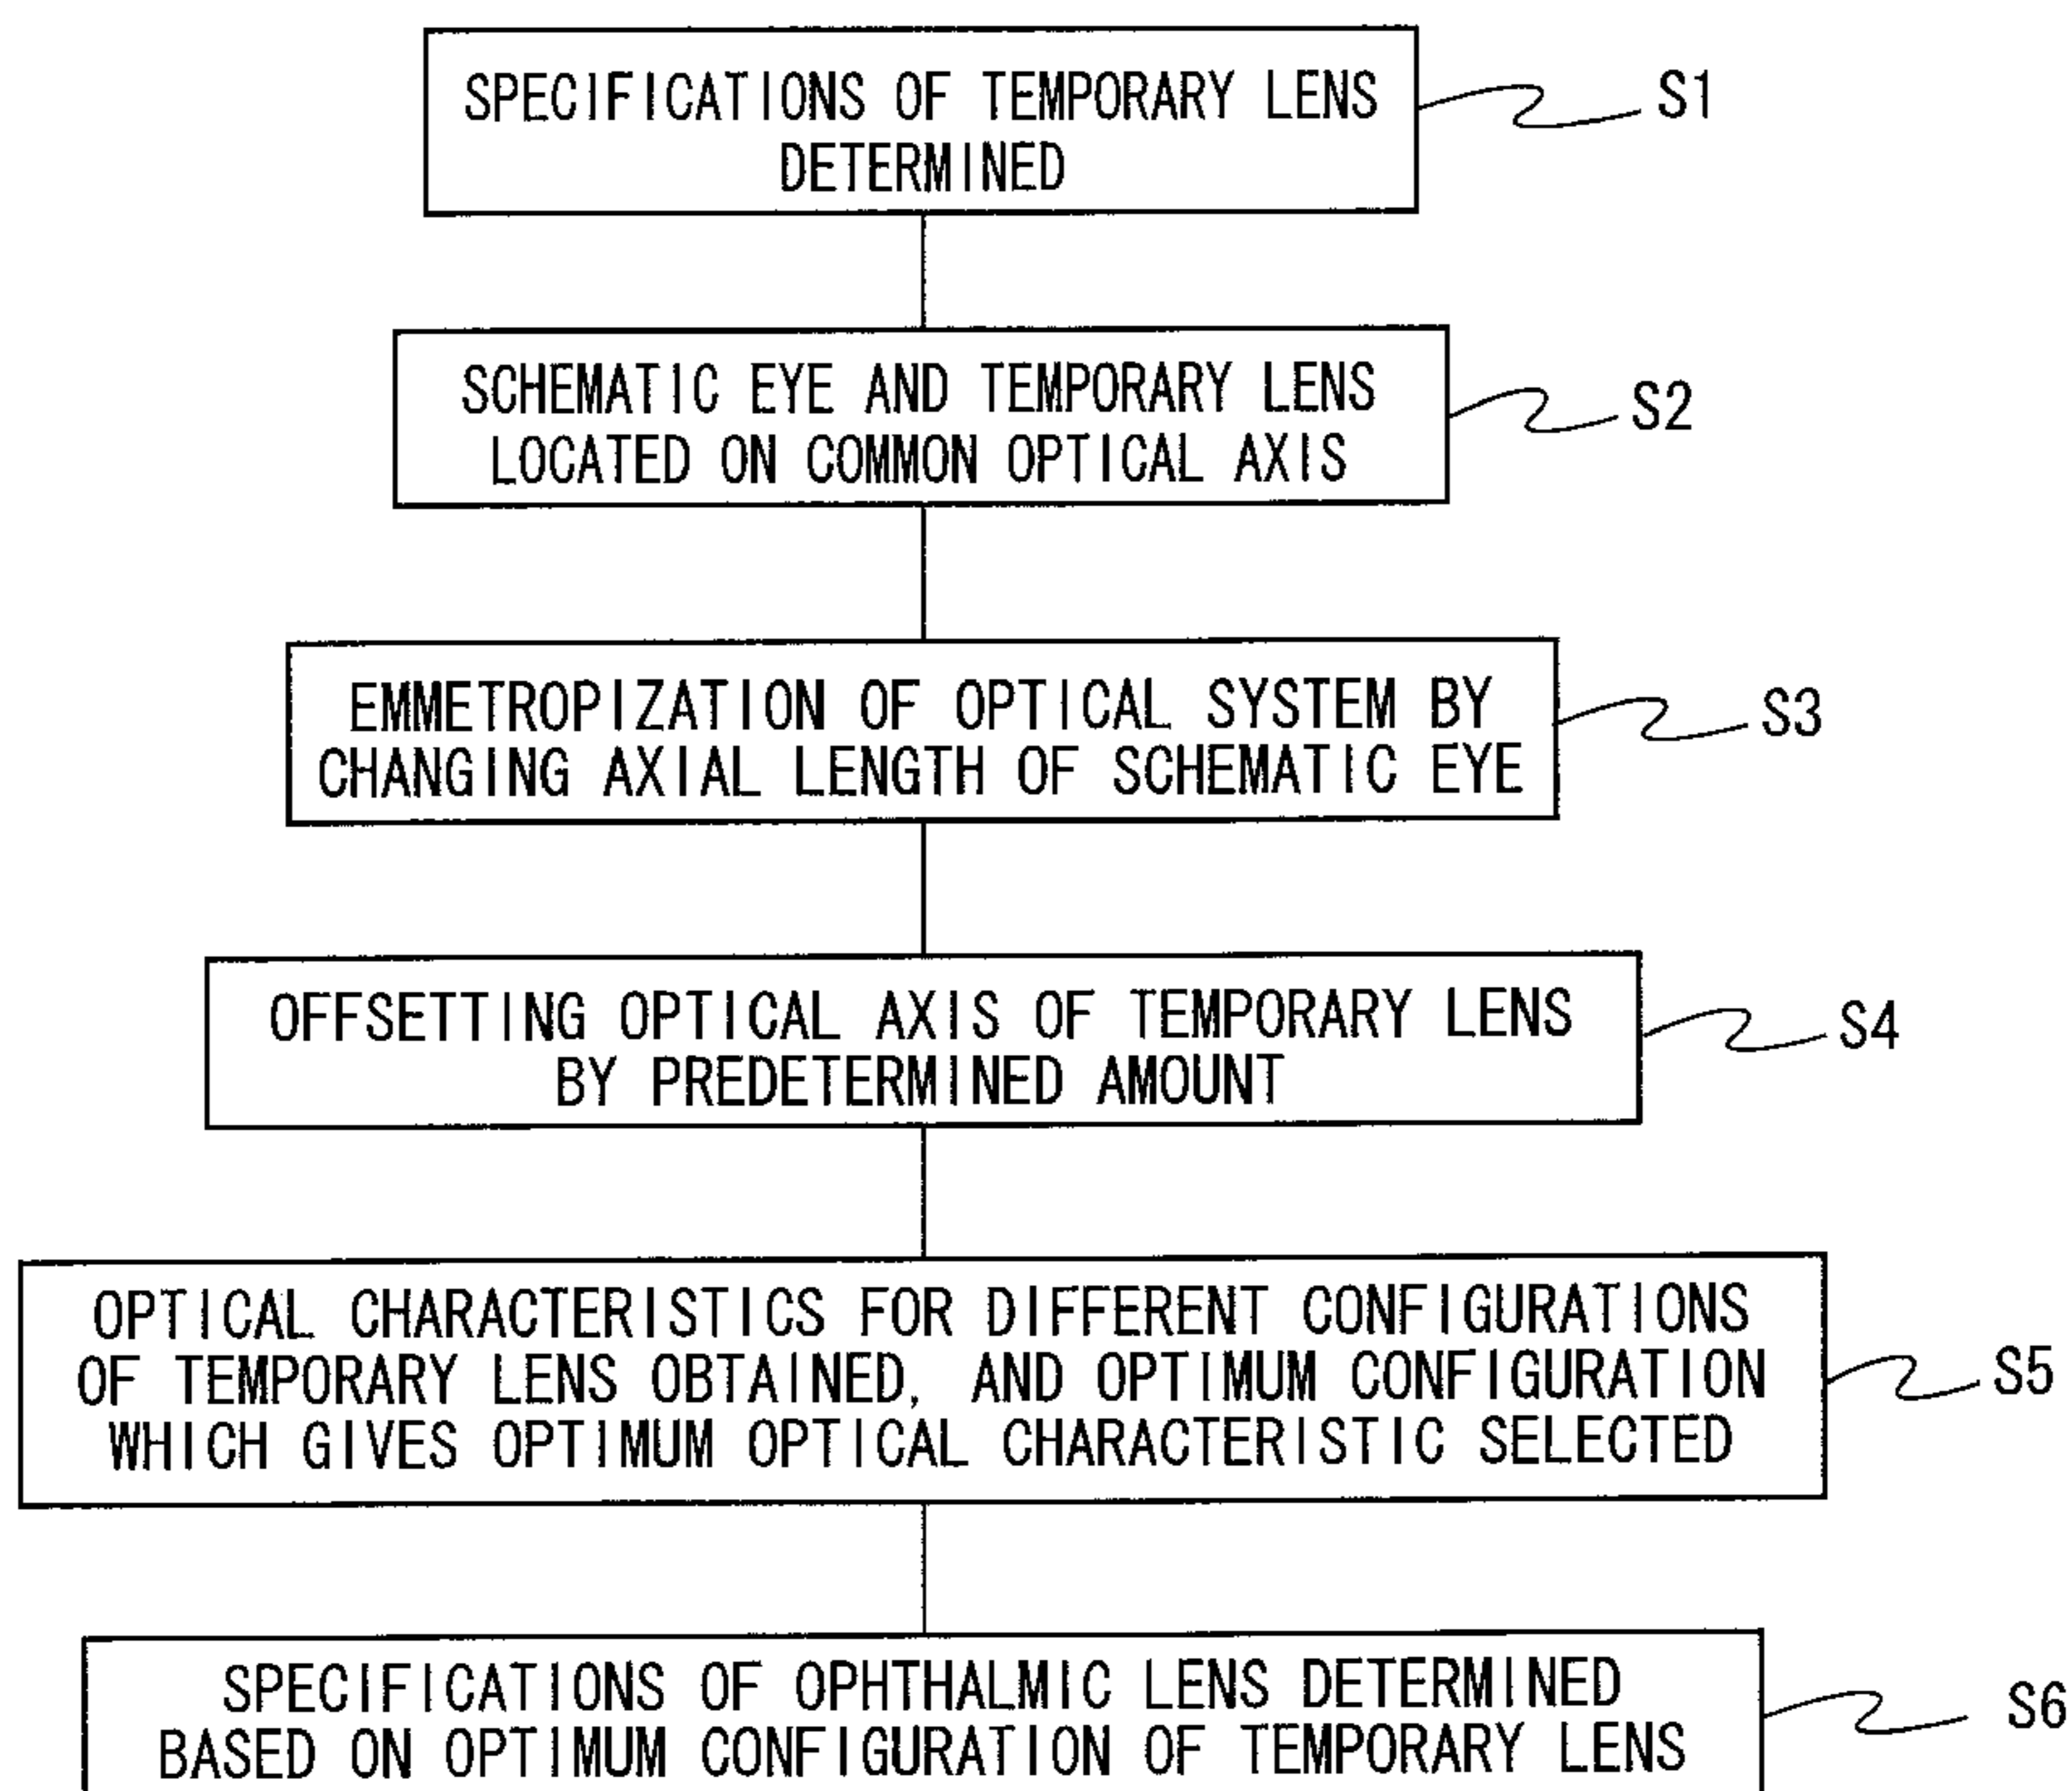 SPECIFICATIONS OF TEMPORARY LENS
DETERMINED
S1
SCHEMATIC EYE AND TEMPORARY LENS
LOCATED ON COMMON OPTICAL AXIS
S2
EMMETROPIZATION OF OPTICAL SYSTEM BY
CHANGING AXIAL LENGTH OF SCHEMATIC EYE
S3
OFFSETTING OPTICAL AXIS OF TEMPORARY LENS
BY PREDETERMINED AMOUNT
S4
OPTICAL CHARACTERISTICS FOR DIFFERENT CONFIGURATIONS
OF TEMPORARY LENS OBTAINED, AND OPTIMUM CONFIGURATION
WHICH GIVES OPTIMUM OPTICAL CHARACTERISTIC SELECTED
S5
SPECIFICATIONS OF OPHTHALMIC LENS DETERMINED
BASED ON OPTIMUM CONFIGURATION OF TEMPORARY LENS
S6